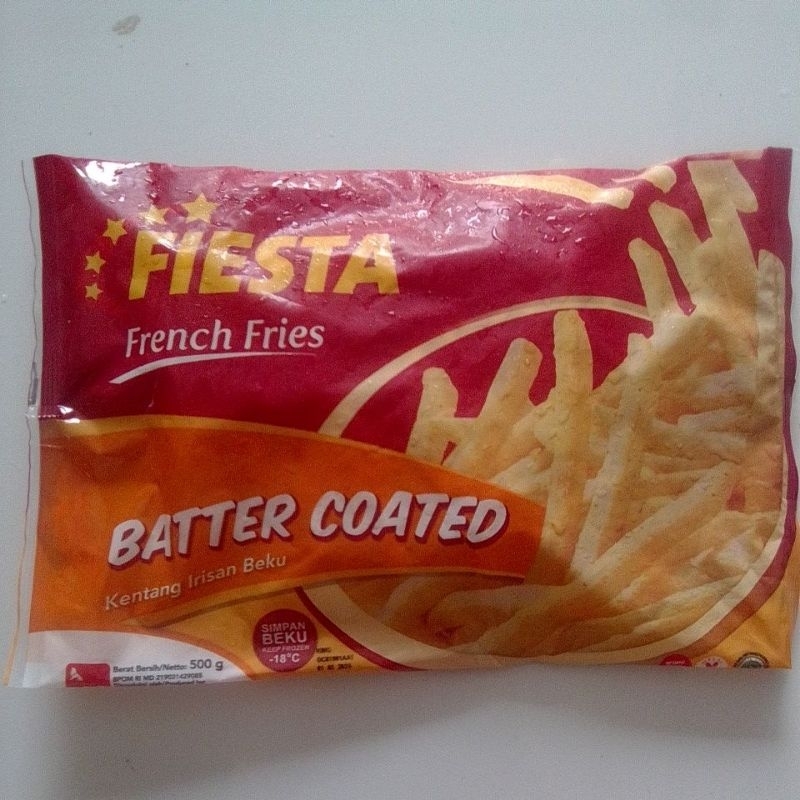 FIESTA
French Fries
BATTER COATED
Kentang Irisan Beku
SIMPAN
BEKU
KEEP FROZEN
-18°C
Berat Bersih/Netto: 500 g